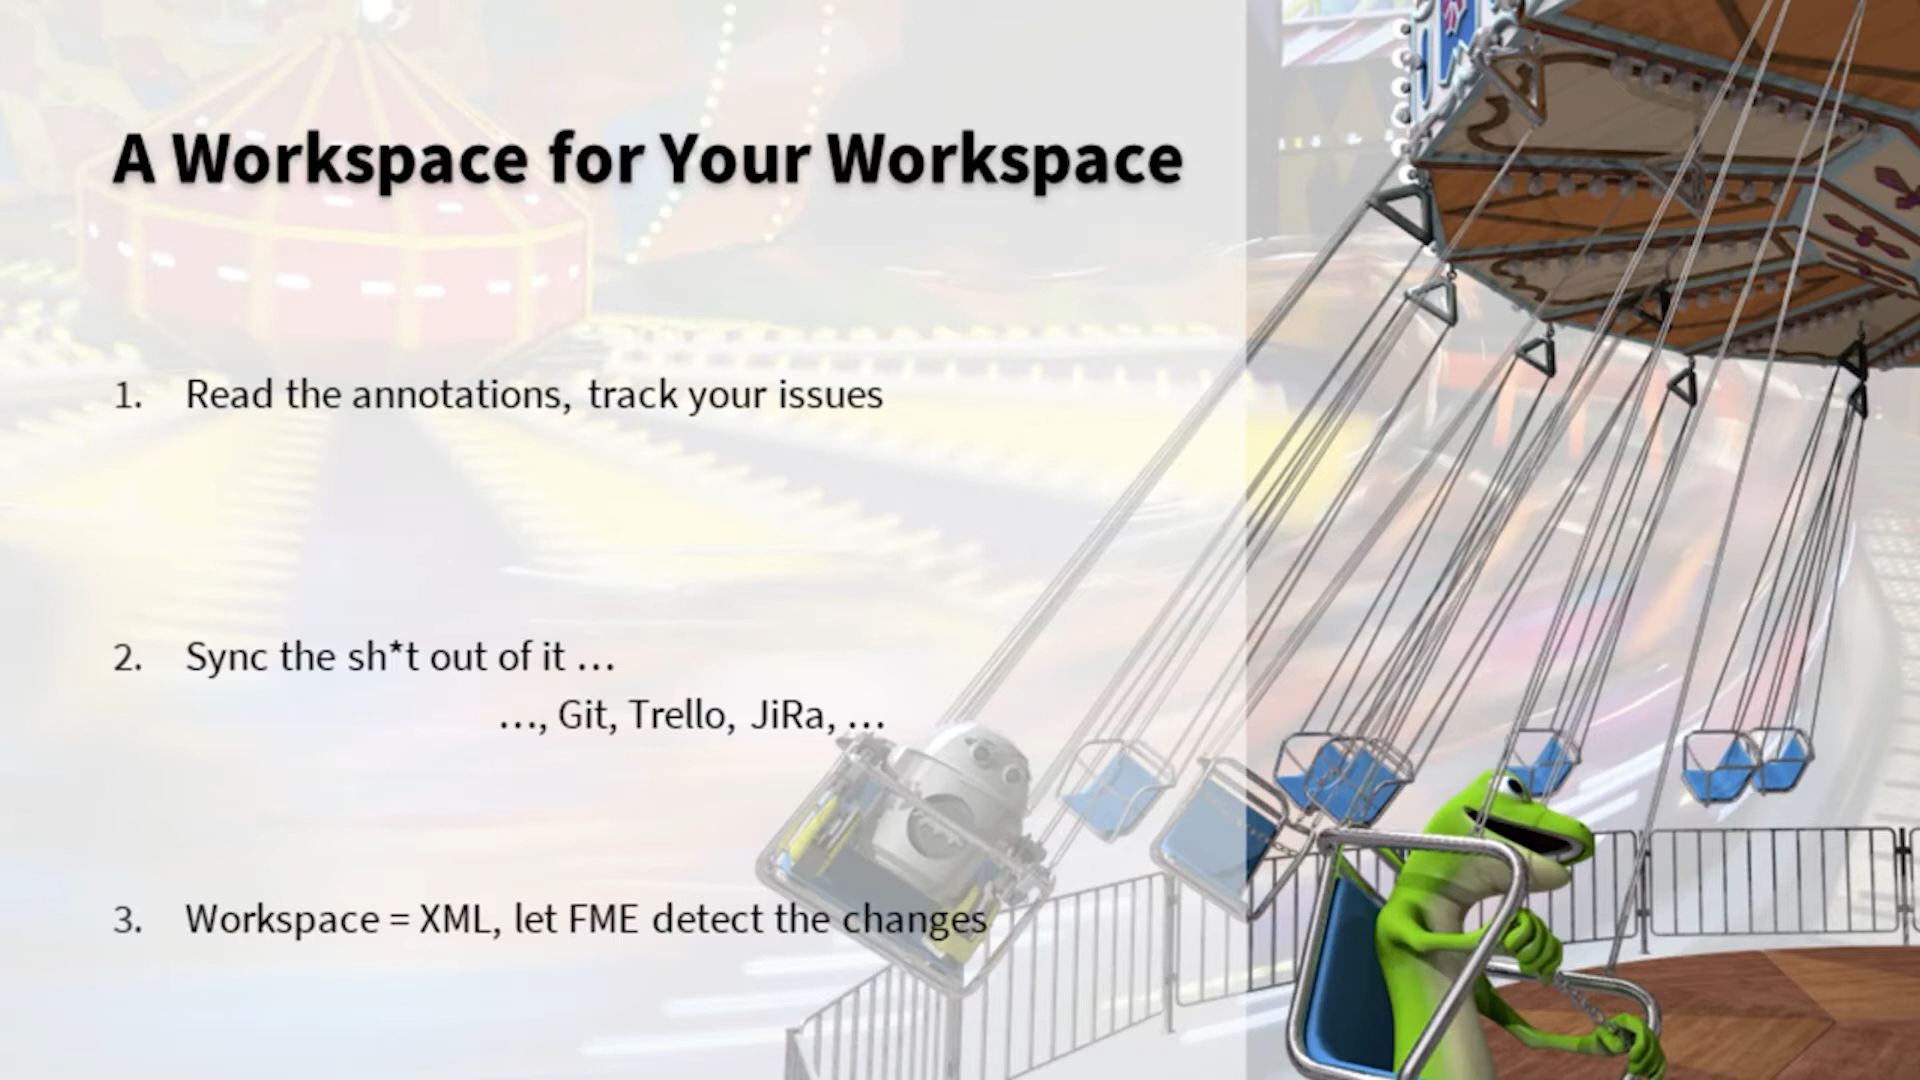 A Workspace for Your Workspace
1. Read the annotations, track your issues
2. Sync the sh*t out of it …
…, Git, Trello, JiRa, …
3. Workspace = XML, let FME detect the changes